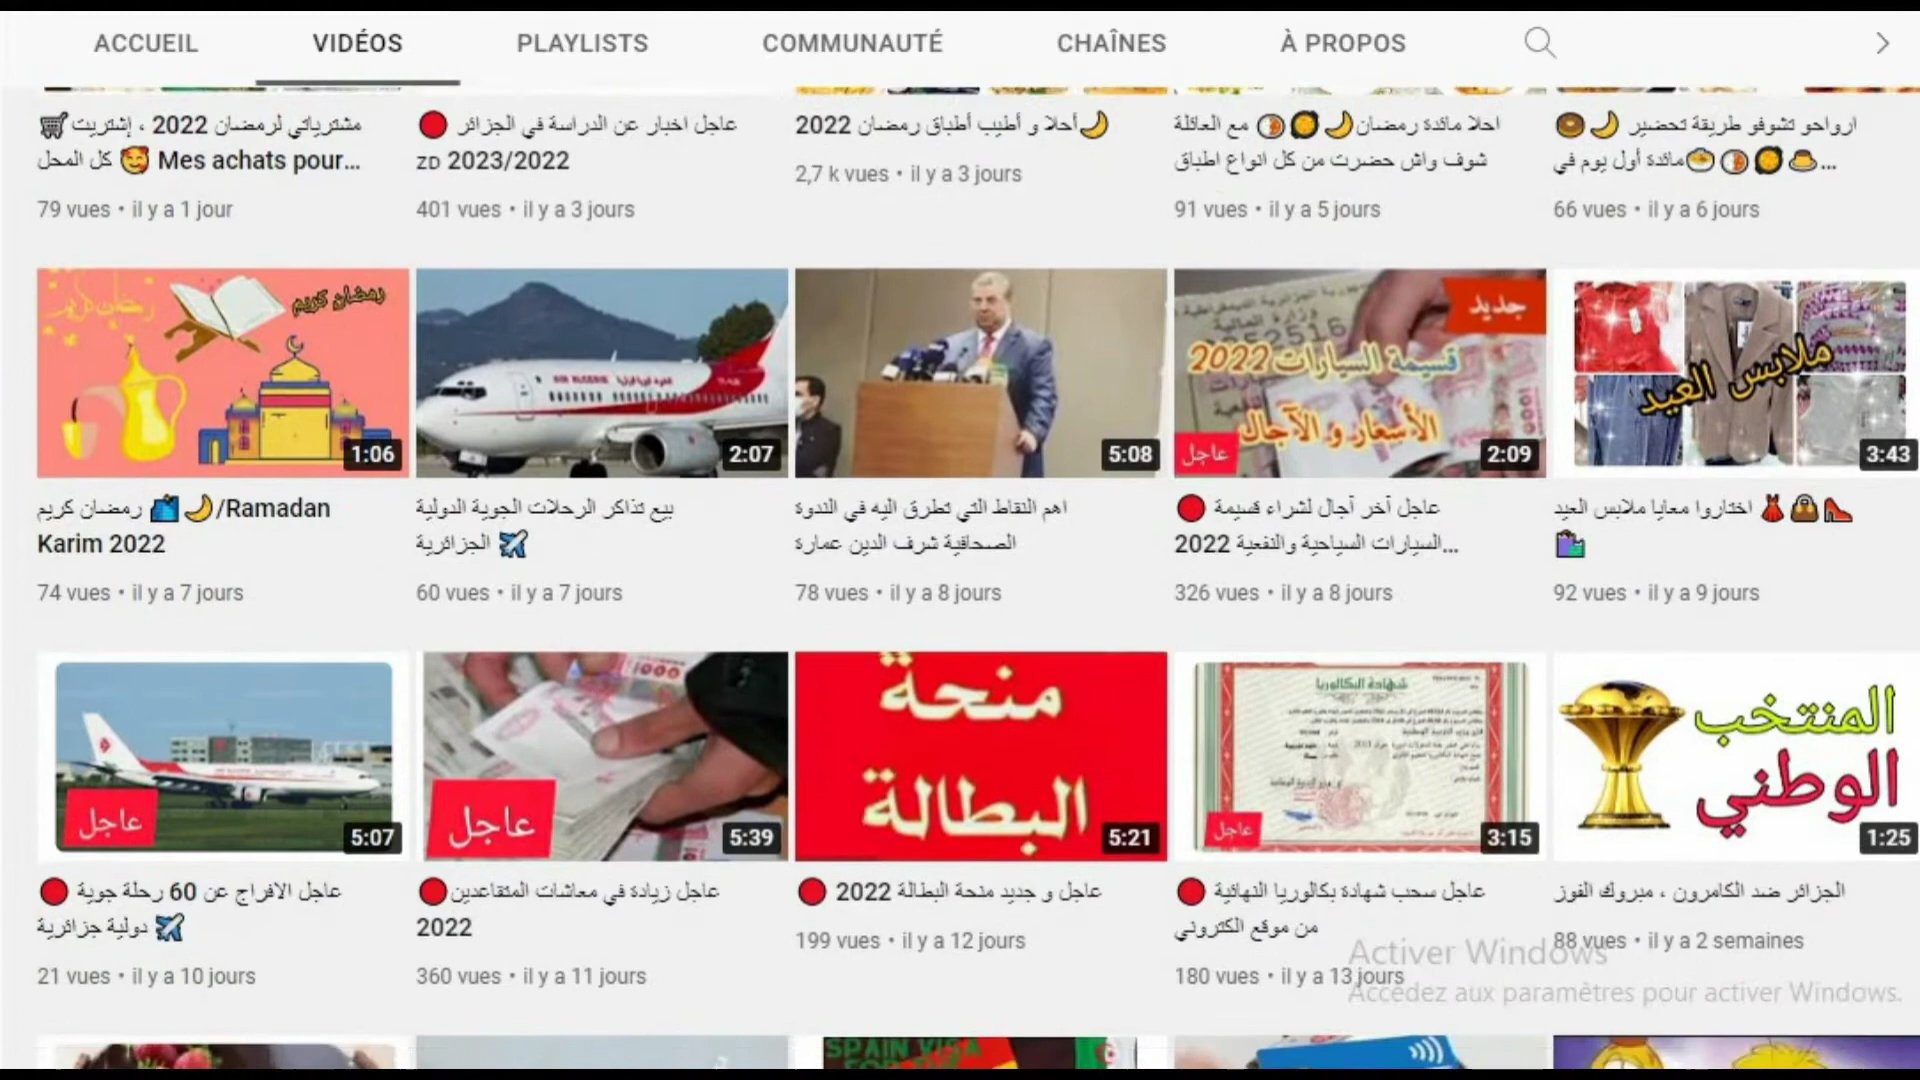 ACCUEIL
VIDÉOS
PLAYLISTS
COMMUNAUTÉ
CHAÎNES
À PROPOS
مشترياتي لرمضان 2022 ، إشتريت
كل المحل 🥰 Mes achats pour...
79 vues • il y a 1 jour
🔴 عاجل اخبار عن الدراسة في الجزائر
ZD 2023/2022
401 vues • il y a 3 jours
🌙أحلا و أطيب أطباق رمضان 2022
2,7 k vues • il y a 3 jours
احلا مائدة رمضان🌙 مع العائلة
شوف واش حضرت من كل انواع اطباق
91 vues • il y a 5 jours
ارواحو تشوفو طريقة تحضير 🌙🍩
مائدة أول يوم في...
66 vues • il y a 6 jours
رمضان كريم
1:06
رمضان كريم 🌙/Ramadan
Karim 2022
74 vues • il y a 7 jours
AIR ALGERIE
2:07
بيع تذاكر الرحلات الجوية الدولية
الجزائرية ✈️
60 vues • il y a 7 jours
5:08
اهم النقاط التي تطرق اليه في الندوة
الصحافية شرف الدين عمارة
78 vues • il y a 8 jours
جديد
وزارة المالية
2516
قسيمة السيارات 2022
الأسعار و الآجال
عاجل
2:09
🔴 عاجل آخر آجال لشراء قسيمة
السيارات السياحية والنفعية 2022...
326 vues • il y a 8 jours
ملابس العيد
3:43
اختاروا معايا ملابس العيد 👗👜👠
🛍️
92 vues • il y a 9 jours
عاجل
5:07
🔴 عاجل الافراج عن 60 رحلة جوية
دولية جزائرية ✈️
21 vues • il y a 10 jours
1000
عاجل
5:39
🔴عاجل زيادة في معاشات المتقاعدين
2022
360 vues • il y a 11 jours
منحة
البطالة
5:21
🔴 عاجل و جديد منحة البطالة 2022
199 vues • il y a 12 jours
شهادة البكالوريا
عاجل
3:15
🔴 عاجل سحب شهادة بكالوريا النهائية
من موقع الكتروني
180 vues • il y a 13 jours
المنتخب
الوطني
1:25
الجزائر ضد الكامرون ، مبروك الفوز
88 vues • il y a 2 semaines
Activer Windows
Accédez aux paramètres pour activer Windows.
SPAIN VISA